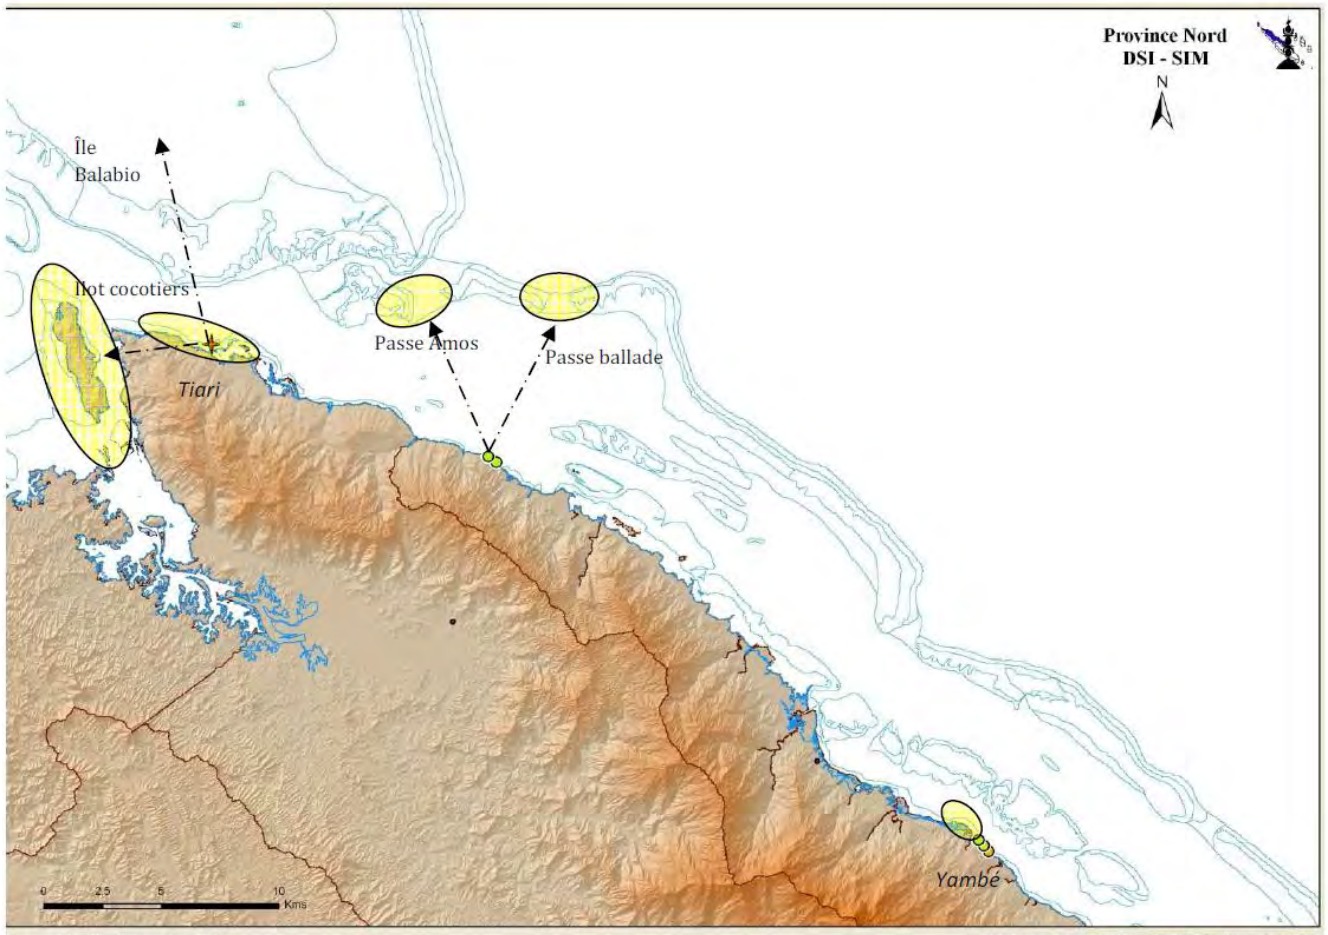 Province Nord
DSI - SIM
N
Île
Balabio
Ilot cocotiers
Passe Amos
Passe ballade
Tiari
Yambé
0 2.5 5 10
Kms